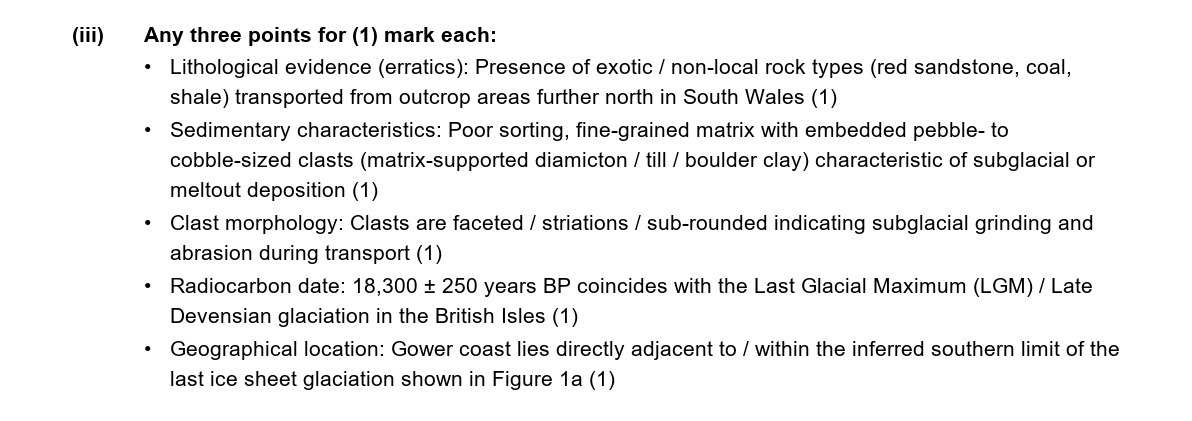 (iii) Any three points for (1) mark each:
• Lithological evidence (erratics): Presence of exotic / non-local rock types (red sandstone, coal,
shale) transported from outcrop areas further north in South Wales (1)
• Sedimentary characteristics: Poor sorting, fine-grained matrix with embedded pebble- to
cobble-sized clasts (matrix-supported diamicton / till / boulder clay) characteristic of subglacial or
meltout deposition (1)
• Clast morphology: Clasts are faceted / striations / sub-rounded indicating subglacial grinding and
abrasion during transport (1)
• Radiocarbon date: 18,300 ± 250 years BP coincides with the Last Glacial Maximum (LGM) / Late
Devensian glaciation in the British Isles (1)
• Geographical location: Gower coast lies directly adjacent to / within the inferred southern limit of the
last ice sheet glaciation shown in Figure 1a (1)